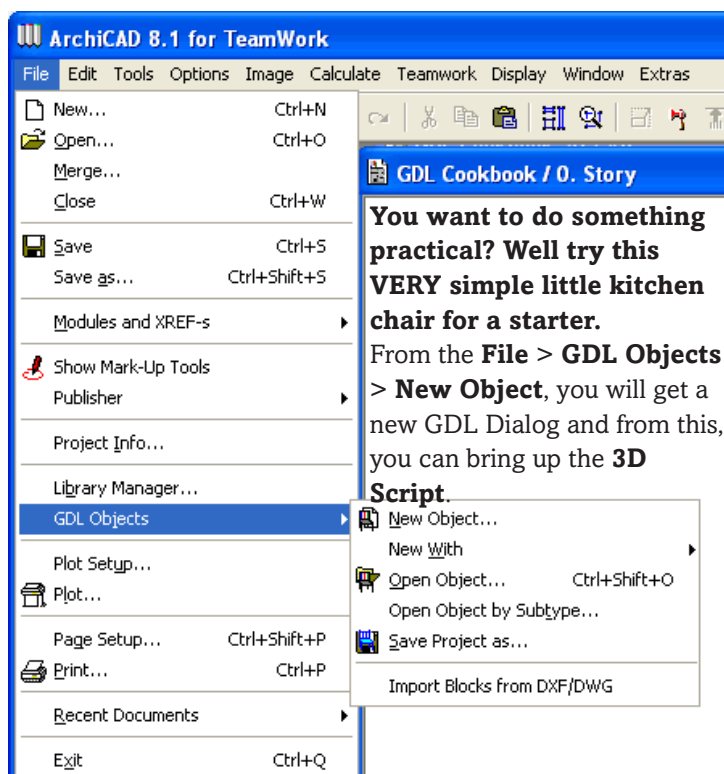 ArchiCAD 8.1 for TeamWork
File Edit Tools Options Image Calculate Teamwork Display Window Extras
New... Ctrl+N
Open... Ctrl+O
Merge...
Close Ctrl+W
Save Ctrl+S
Save as... Ctrl+Shift+S
Modules and XREF-s
Show Mark-Up Tools
Publisher
Project Info...
Library Manager...
GDL Objects
Plot Setup...
Plot...
Page Setup... Ctrl+Shift+P
Print... Ctrl+P
Recent Documents
Exit Ctrl+Q
GDL Cookbook / 0. Story
You want to do something
practical? Well try this
VERY simple little kitchen
chair for a starter.
From the File > GDL Objects
> New Object, you will get a
new GDL Dialog and from this,
you can bring up the 3D
Script.
New Object...
New With
Open Object... Ctrl+Shift+O
Open Object by Subtype...
Save Project as...
Import Blocks from DXF/DWG